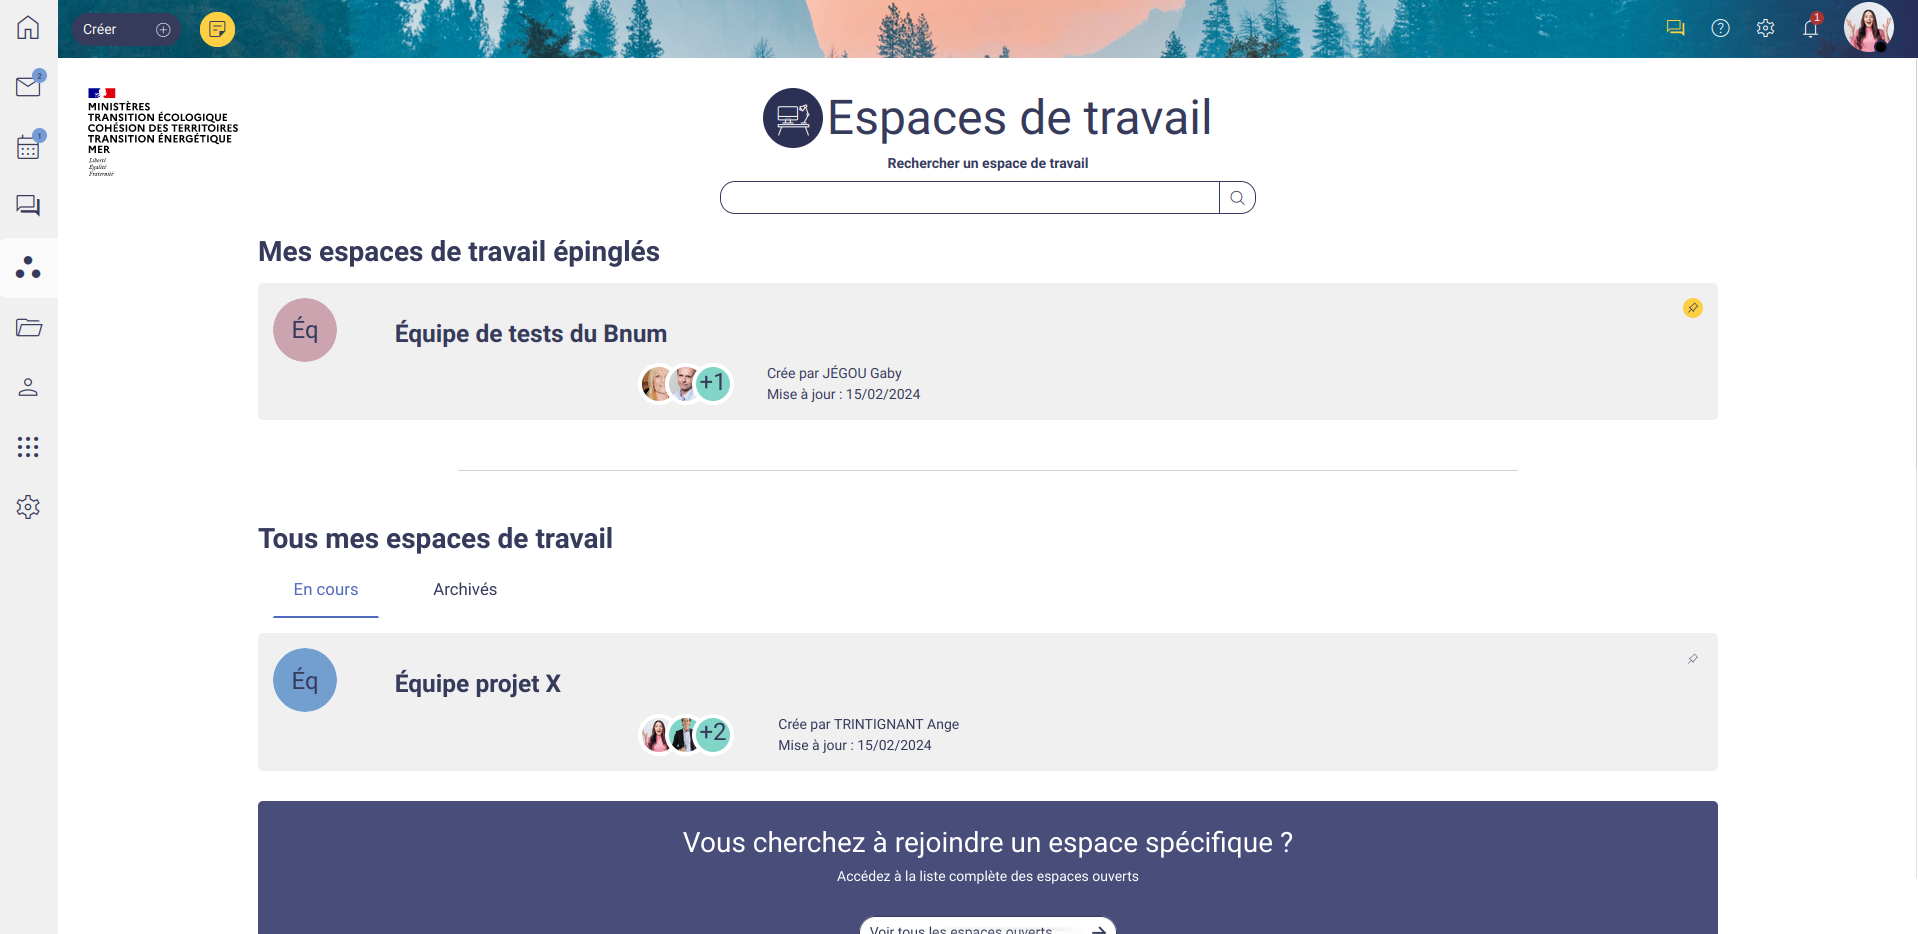 Créer
1
2
1
MINISTÈRES
TRANSITION ÉCOLOGIQUE
COHÉSION DES TERRITOIRES
TRANSITION ÉNERGÉTIQUE
MER
Liberté
Égalité
Fraternité
Espaces de travail
Rechercher un espace de travail
Mes espaces de travail épinglés
Éq
Équipe de tests du Bnum
+1
Crée par JÉGOU Gaby
Mise à jour : 15/02/2024
Tous mes espaces de travail
En cours
Archivés
Éq
Équipe projet X
+2
Crée par TRINTIGNANT Ange
Mise à jour : 15/02/2024
Vous cherchez à rejoindre un espace spécifique ?
Accédez à la liste complète des espaces ouverts
Voir tous les espaces ouverts